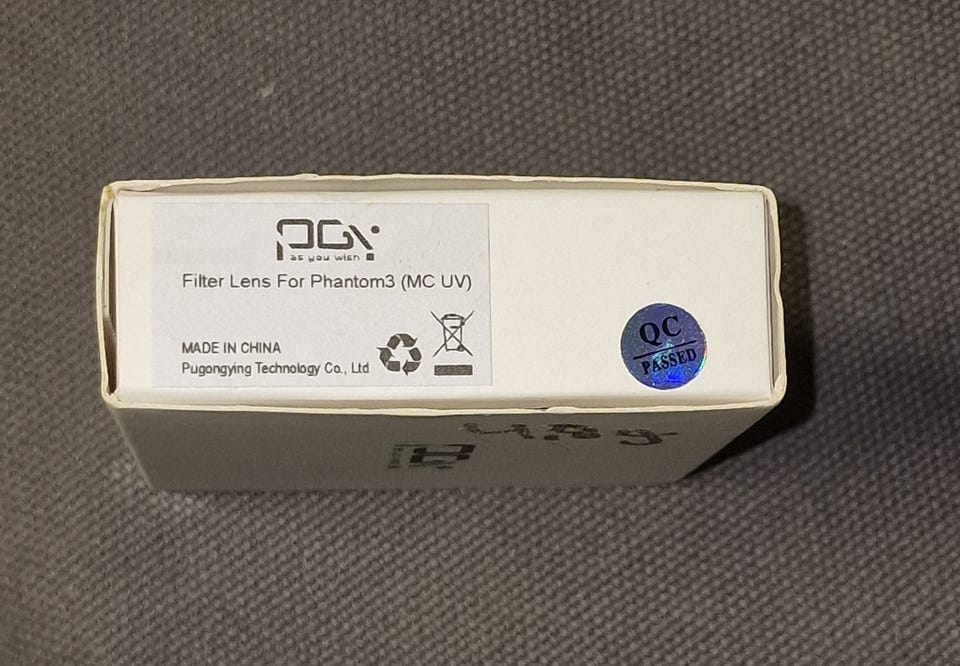 PGY
as you wish
Filter Lens For Phantom3 (MC UV)
MADE IN CHINA
Pugongying Technology Co., Ltd
QC
PASSED